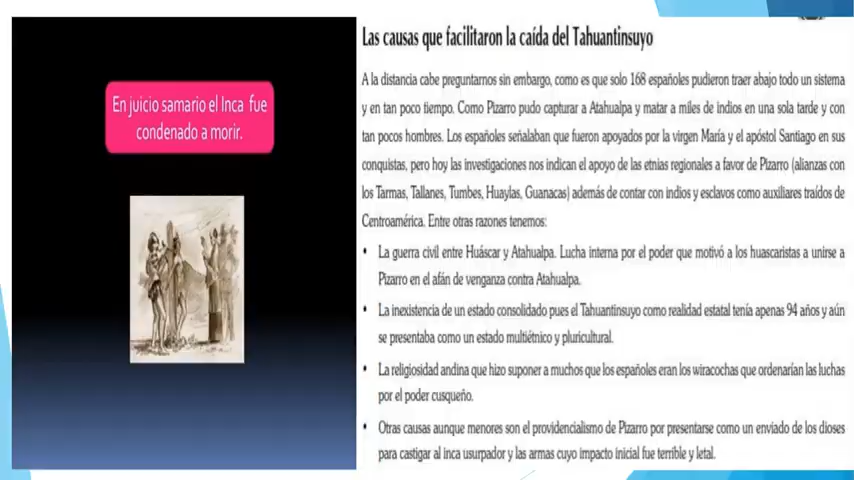 En juicio samario el Inca fue
condenado a morir.
Las causas que facilitaron la caída del Tahuantinsuyo
A la distancia cabe preguntarnos sin embargo, como es que solo 168 españoles pudieron traer abajo todo un sistema
y en tan poco tiempo. Como Pizarro pudo capturar a Atahualpa y matar a miles de indios en una sola tarde y con
tan pocos hombres. Los españoles señalaban que fueron apoyados por la virgen María y el apóstol Santiago en sus
conquistas, pero hoy las investigaciones nos indican el apoyo de las etnias regionales a favor de Pizarro (alianzas con
los Tarmas, Tallanes, Tumbes, Huaylas, Guanacas) además de contar con indios y esclavos como auxiliares traídos de
Centroamérica. Entre otras razones tenemos:
• La guerra civil entre Huáscar y Atahualpa. Lucha interna por el poder que motivó a los huascaristas a unirse a
Pizarro en el afán de venganza contra Atahualpa.
• La inexistencia de un estado consolidado pues el Tahuantinsuyo como realidad estatal tenía apenas 94 años y aún
se presentaba como un estado multiétnico y pluricultural.
• La religiosidad andina que hizo suponer a muchos que los españoles eran los wiracochas que ordenarían las luchas
por el poder cusqueño.
• Otras causas aunque menores son el providencialismo de Pizarro por presentarse como un enviado de los dioses
para castigar al inca usurpador y las armas cuyo impacto inicial fue terrible y letal.